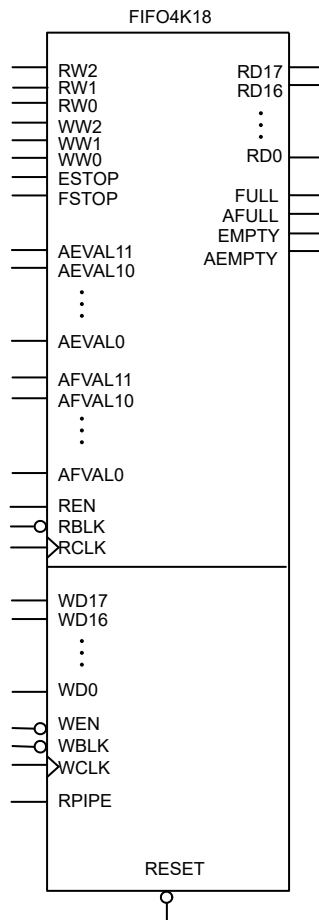 FIFO4K18
RW2
RW1
RW0
WW2
WW1
WW0
ESTOP
FSTOP
AEVAL11
AEVAL10
AEVAL0
AFVAL11
AFVAL10
AFVAL0
REN
RBLK
RCLK
RD17
RD16
RD0
FULL
AFULL
EMPTY
AEMPTY
WD17
WD16
WD0
WEN
WBLK
WCLK
RPIPE
RESET